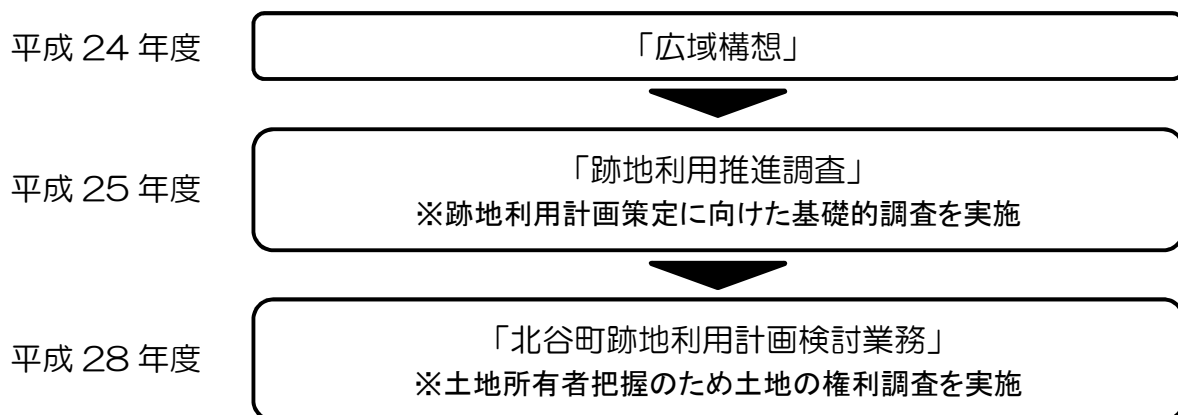 平成 24 年度
「広域構想」
平成 25 年度
「跡地利用推進調査」
※跡地利用計画策定に向けた基礎的調査を実施
平成 28 年度
「北谷町跡地利用計画検討業務」
※土地所有者把握のため土地の権利調査を実施